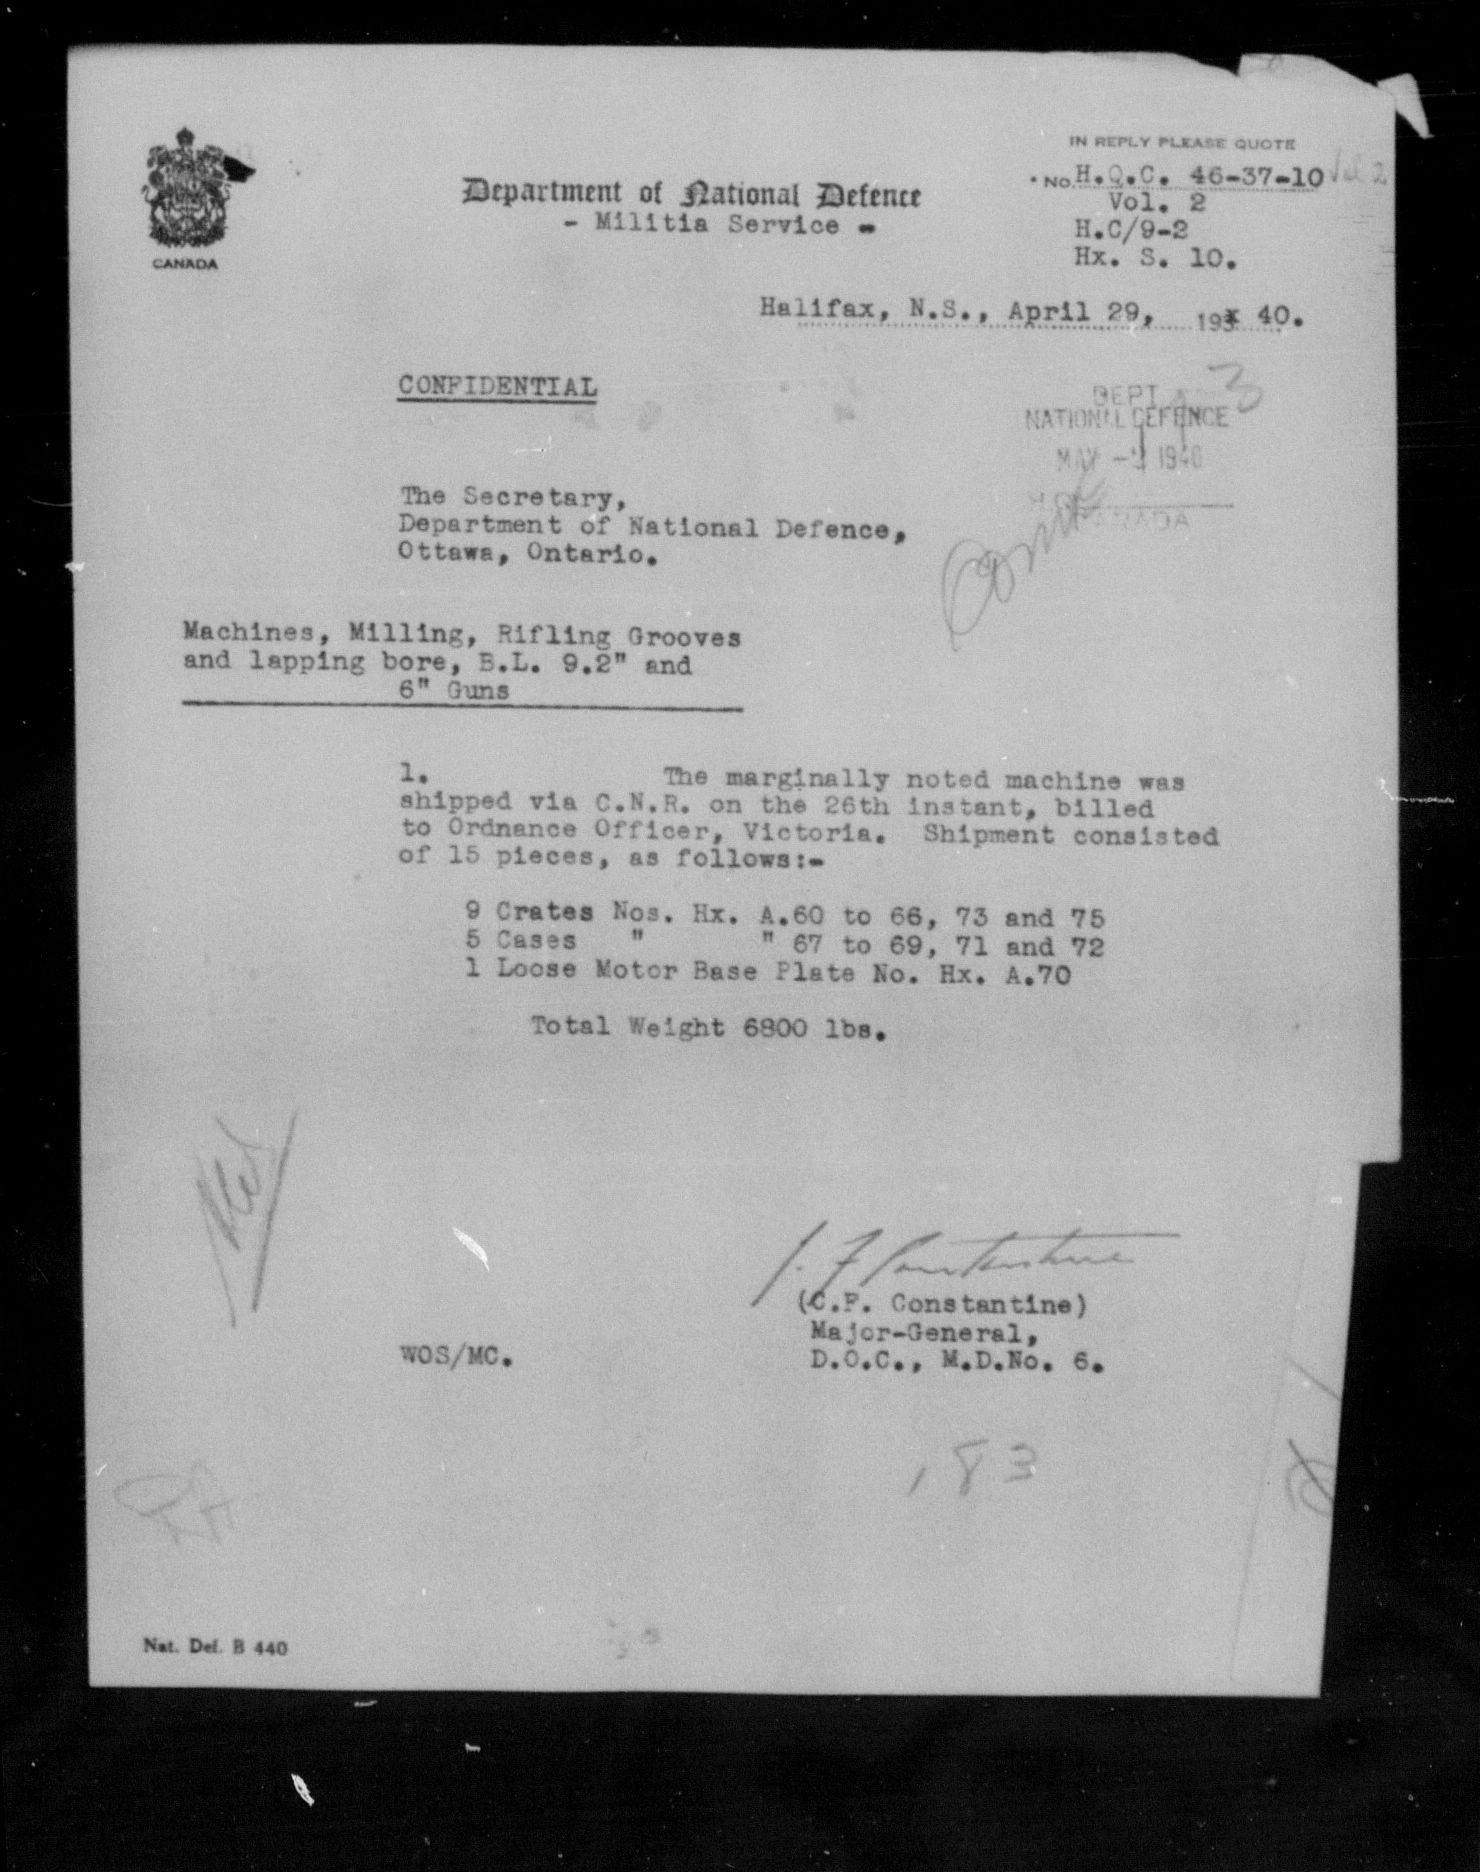 IN REPLY PLEASE QUOTE
No. H.Q.C. 46-37-10 Vol 2
Vol. 2
H.C/9-2
Hx. S. 10.
CANADA
Department of National Defence
- Militia Service -
Halifax, N.S., April 29, 193x 40.
CONFIDENTIAL
3
DEPT.
NATIONAL DEFENCE
MAY - 1940
CANADA
The Secretary,
Department of National Defence,
Ottawa, Ontario.
Machines, Milling, Rifling Grooves
and lapping bore, B.L. 9.2" and
6" Guns
1. The marginally noted machine was
shipped via C.N.R. on the 26th instant, billed
to Ordnance Officer, Victoria. Shipment consisted
of 15 pieces, as follows:-
9 Crates Nos. Hx. A.60 to 66, 73 and 75
5 Cases " " 67 to 69, 71 and 72
1 Loose Motor Base Plate No. Hx. A.70
Total Weight 6800 lbs.
C.F. Constantine
(C.F. Constantine)
Major-General,
D.O.C., M.D.No. 6.
WOS/MC.
183
Nat. Def. B 440